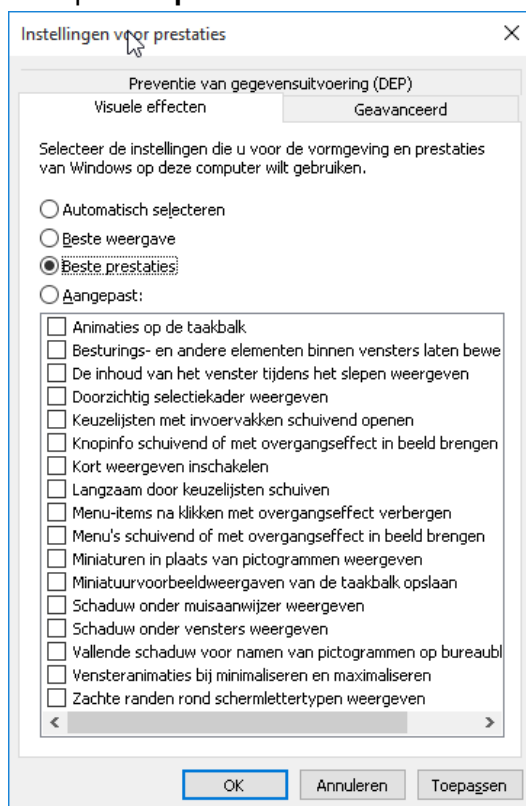 Instellingen voor prestaties
Preventie van gegevensuitvoering (DEP)
Visuele effecten
Geavanceerd
Selecteer de instellingen die u voor de vormgeving en prestaties
van Windows op deze computer wilt gebruiken.
Automatisch selecteren
Beste weergave
Beste prestaties
Aangepast:
Animaties op de taakbalk
Besturings- en andere elementen binnen vensters laten bewe
De inhoud van het venster tijdens het slepen weergeven
Doorzichtig selectiekader weergeven
Keuzelijsten met invoervakken schuivend openen
Knopinfo schuivend of met overgangseffect in beeld brengen
Kort weergeven inschakelen
Langzaam door keuzelijsten schuiven
Menu-items na klikken met overgangseffect verbergen
Menu's schuivend of met overgangseffect in beeld brengen
Miniaturen in plaats van pictogrammen weergeven
Miniatuurvoorbeeldweergaven van de taakbalk opslaan
Schaduw onder muisaanwijzer weergeven
Schaduw onder vensters weergeven
Vallende schaduw voor namen van pictogrammen op bureaubl
Vensteranimaties bij minimaliseren en maximaliseren
Zachte randen rond schermlettertypen weergeven
OK
Annuleren
Toepassen